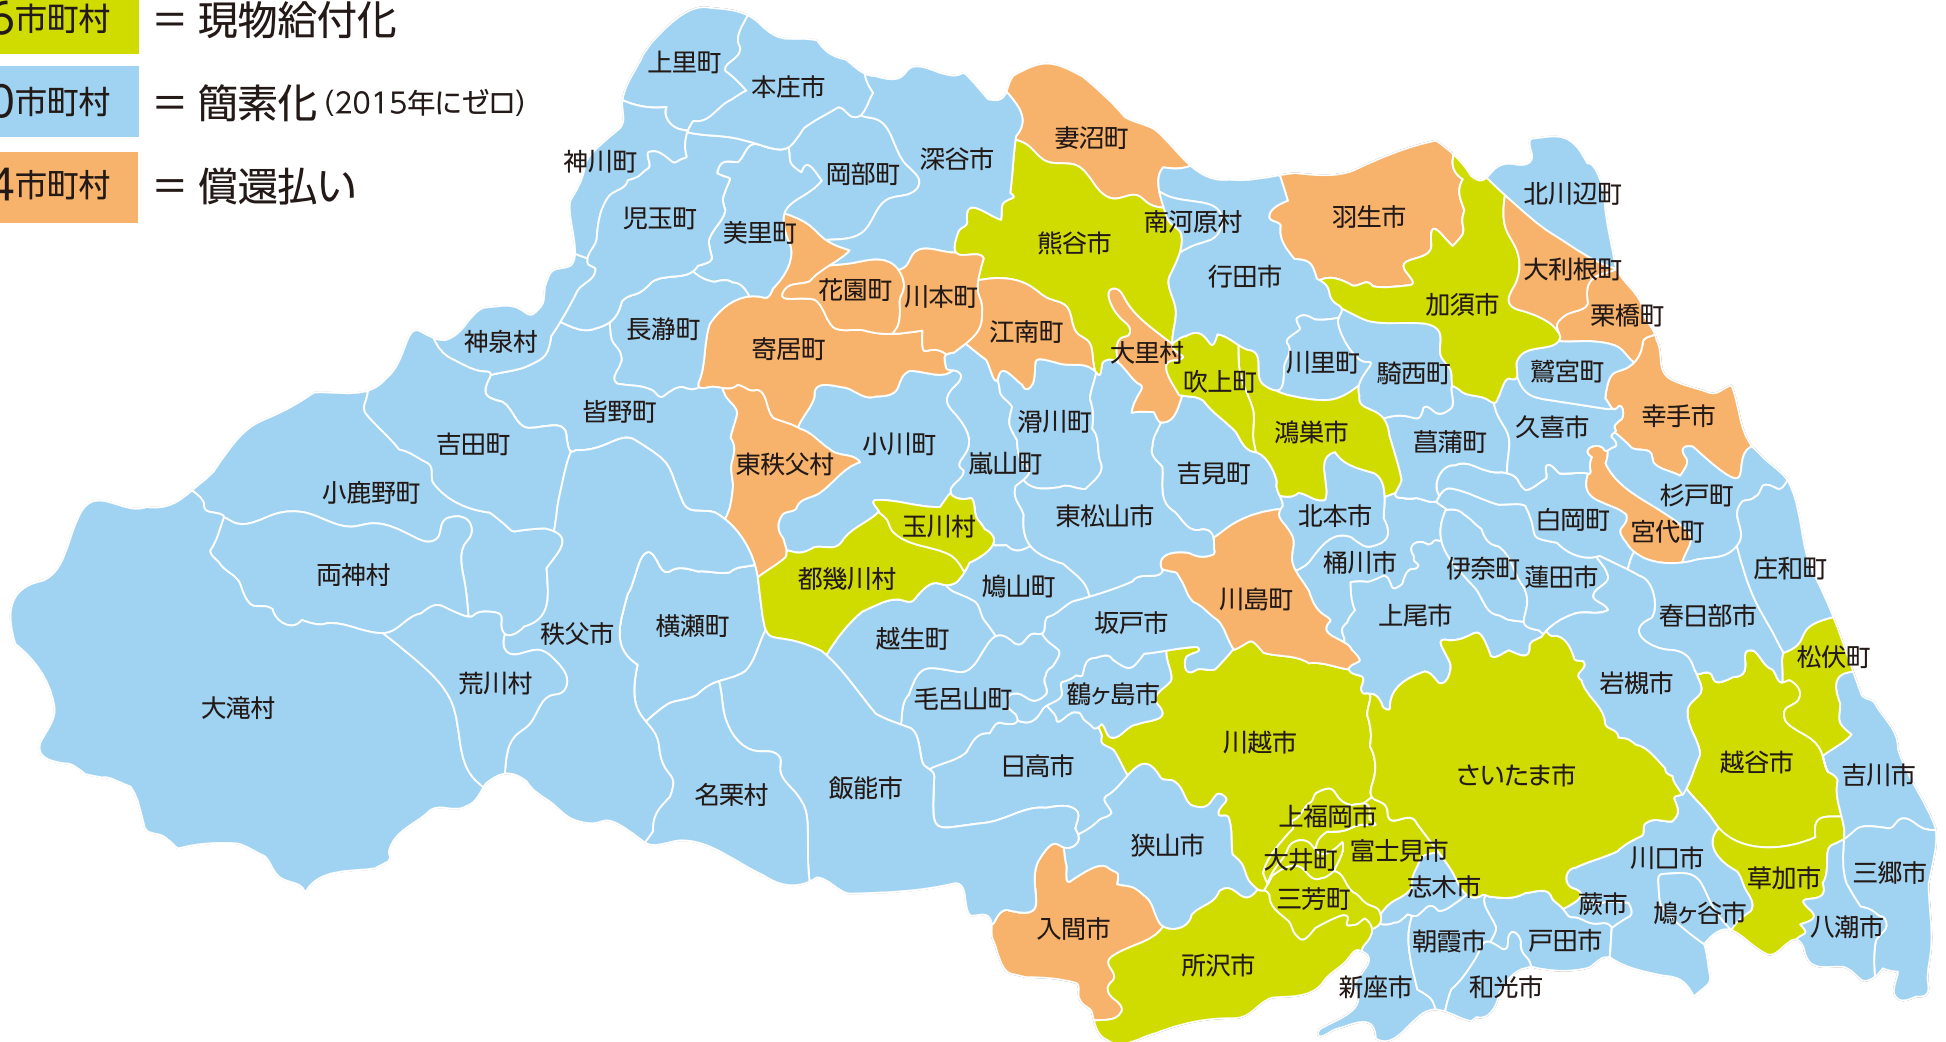 6市町村 = 現物給付化
0市町村 = 簡素化(2015年にゼロ)
4市町村 = 償還払い
上里町
本庄市
神川町
児玉町
美里町
岡部町
深谷市
妻沼町
熊谷市
南河原村
行田市
羽生市
加須市
北川辺町
大利根町
栗橋町
神泉村
長瀞町
寄居町
花園町
川本町
江南町
大里村
吹上町
川里町
騎西町
鷲宮町
幸手市
皆野町
吉田町
小鹿野町
東秩父村
小川町
嵐山町
滑川町
吉見町
鴻巣市
菖蒲町
久喜市
杉戸町
宮代町
白岡町
両神村
玉川村
都幾川村
東松山市
北本市
桶川市
伊奈町
蓮田市
庄和町
春日部市
大滝村
荒川村
秩父市
横瀬町
越生町
鳩山町
坂戸市
川島町
上尾市
岩槻市
松伏町
毛呂山町
鶴ヶ島市
川越市
さいたま市
越谷市
吉川市
名栗村
飯能市
日高市
狭山市
上福岡市
大井町
富士見市
三芳町
志木市
川口市
蕨市
鳩ヶ谷市
草加市
三郷市
八潮市
入間市
所沢市
新座市
朝霞市
和光市
戸田市